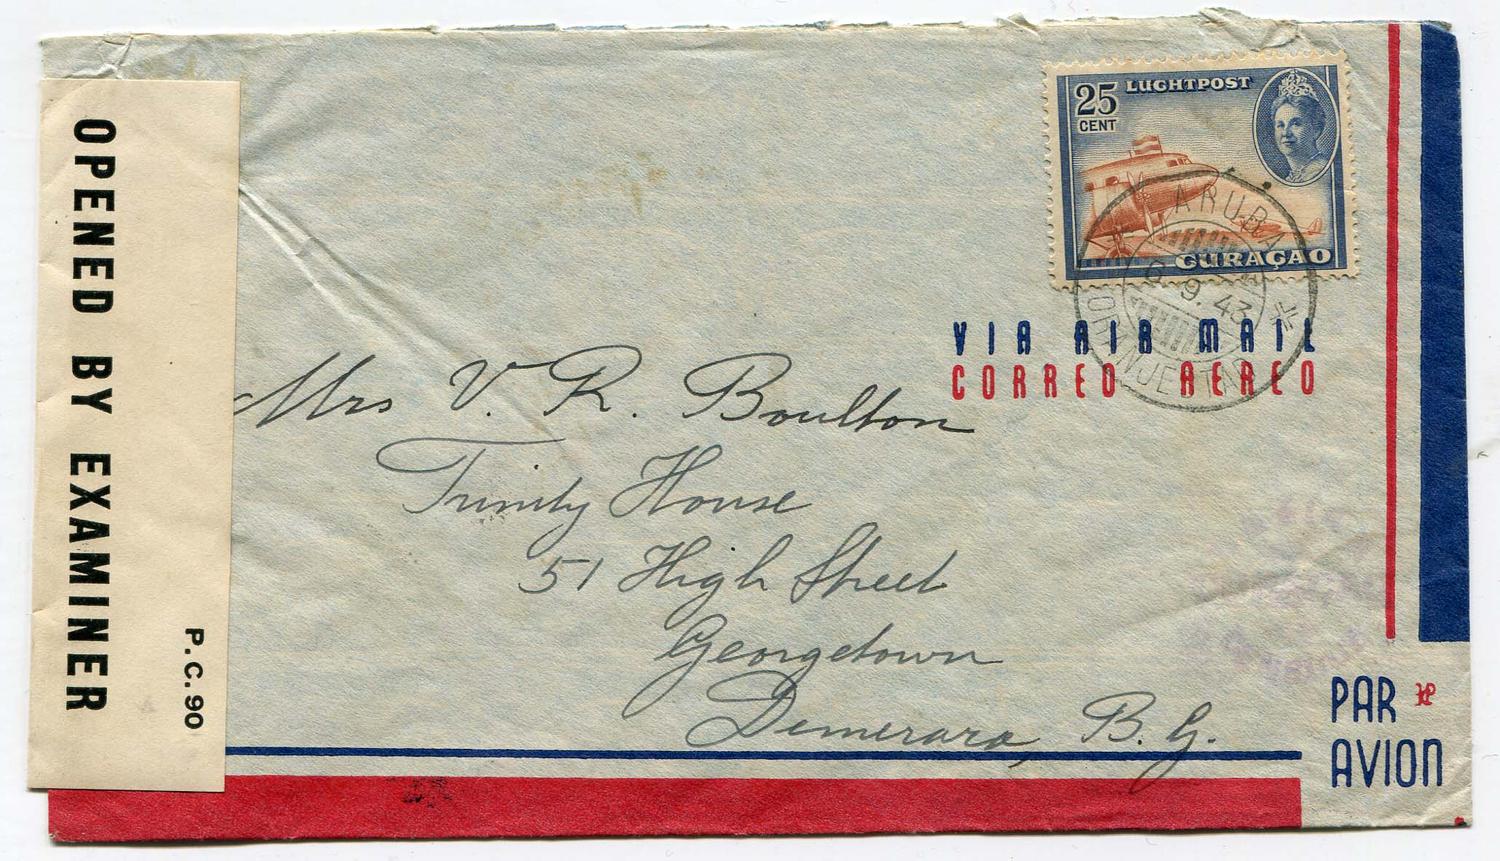 OPENED BY EXAMINER
P.C.90
25 LUCHTPOST
CENT
CURAÇAO
ARUBA
6.9.43
ORANJESTAD
VIA AIR MAIL
CORREO AEREO
Mrs V. R. Boulton
Trinity House
51 High Street
Georgetown
Demerara, B. G.
PAR
AVION